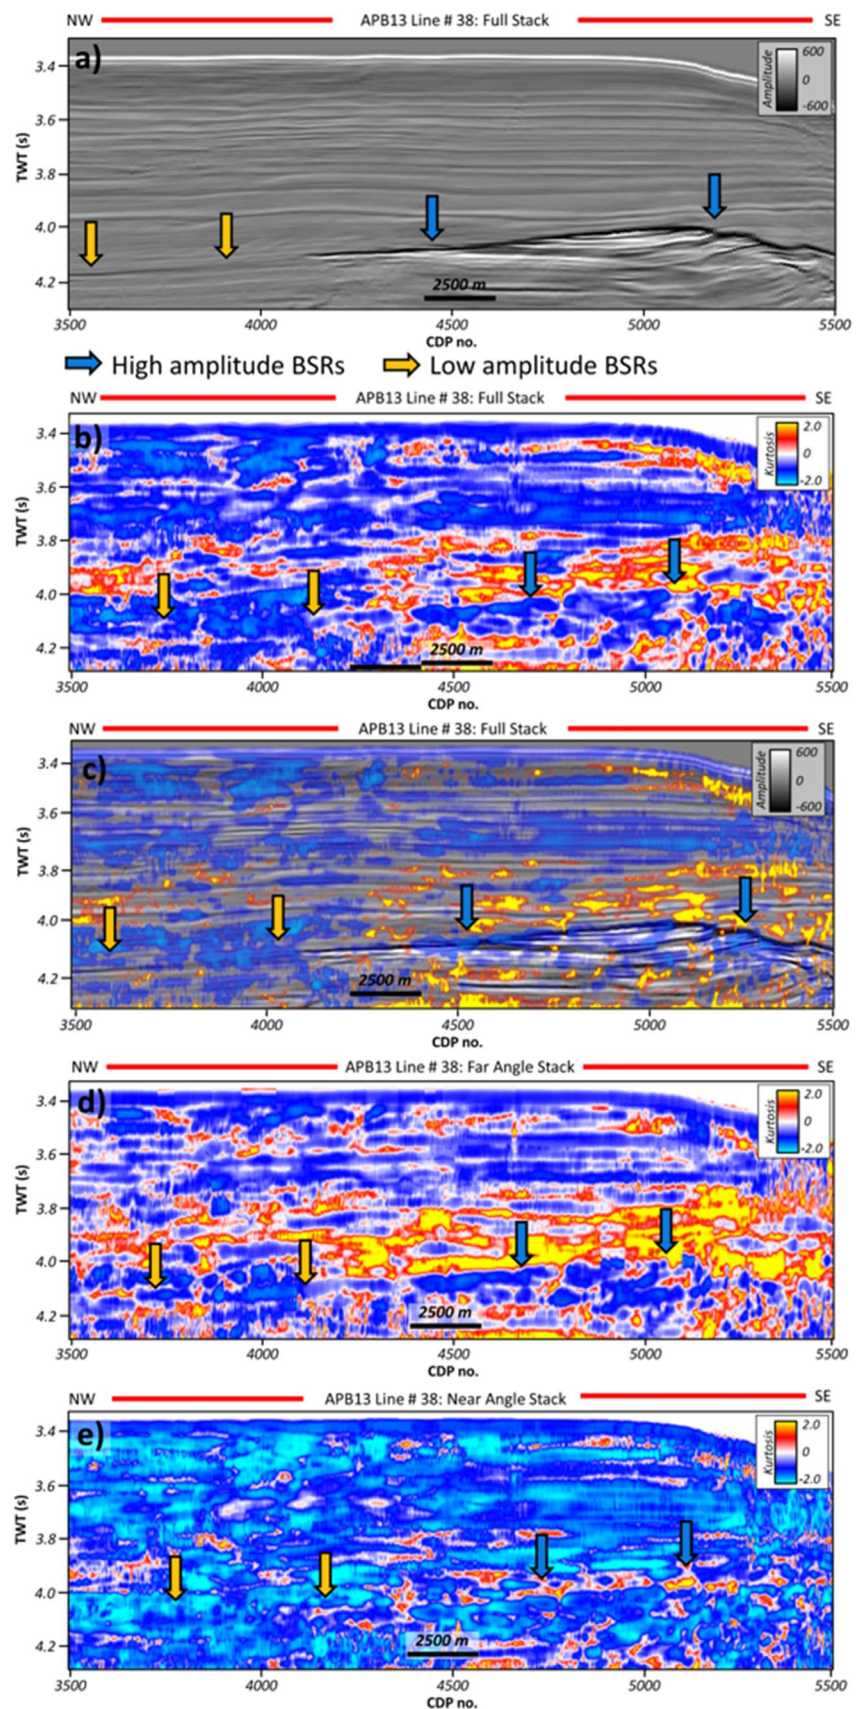 NW APB13 Line # 38: Full Stack SE
a)
Amplitude
600
0
-600
TWT (s)
3.4
3.6
3.8
4.0
4.2
2500 m
3500 4000 4500 5000 5500
CDP no.
High amplitude BSRs Low amplitude BSRs
NW APB13 Line # 38: Full Stack SE
b)
Kurtosis
2.0
0
-2.0
TWT (s)
3.4
3.6
3.8
4.0
4.2
2500 m
3500 4000 4500 5000 5500
CDP no.
NW APB13 Line # 38: Full Stack SE
c)
Amplitude
600
0
-600
TWT (s)
3.4
3.6
3.8
4.0
4.2
2500 m
3500 4000 4500 5000 5500
CDP no.
NW APB13 Line # 38: Far Angle Stack SE
d)
Kurtosis
2.0
0
-2.0
TWT (s)
3.4
3.6
3.8
4.0
4.2
2500 m
3500 4000 4500 5000 5500
CDP no.
NW APB13 Line # 38: Near Angle Stack SE
e)
Kurtosis
2.0
0
-2.0
TWT (s)
3.4
3.6
3.8
4.0
4.2
2500 m
3500 4000 4500 5000 5500
CDP no.